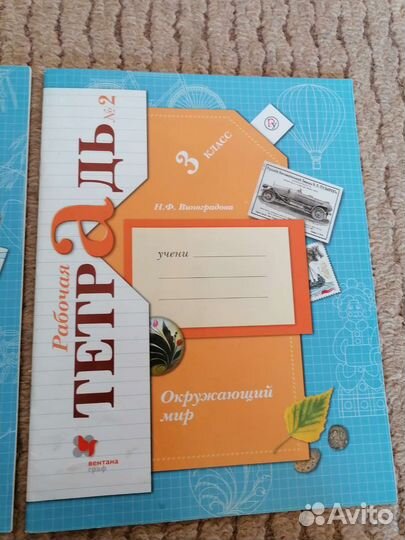 Рабочая
ТЕТРаДЬ №2
3 КЛАСС
Н.Ф. Виноградова
учени
Окружающий
мир
вентана
граф
Avito